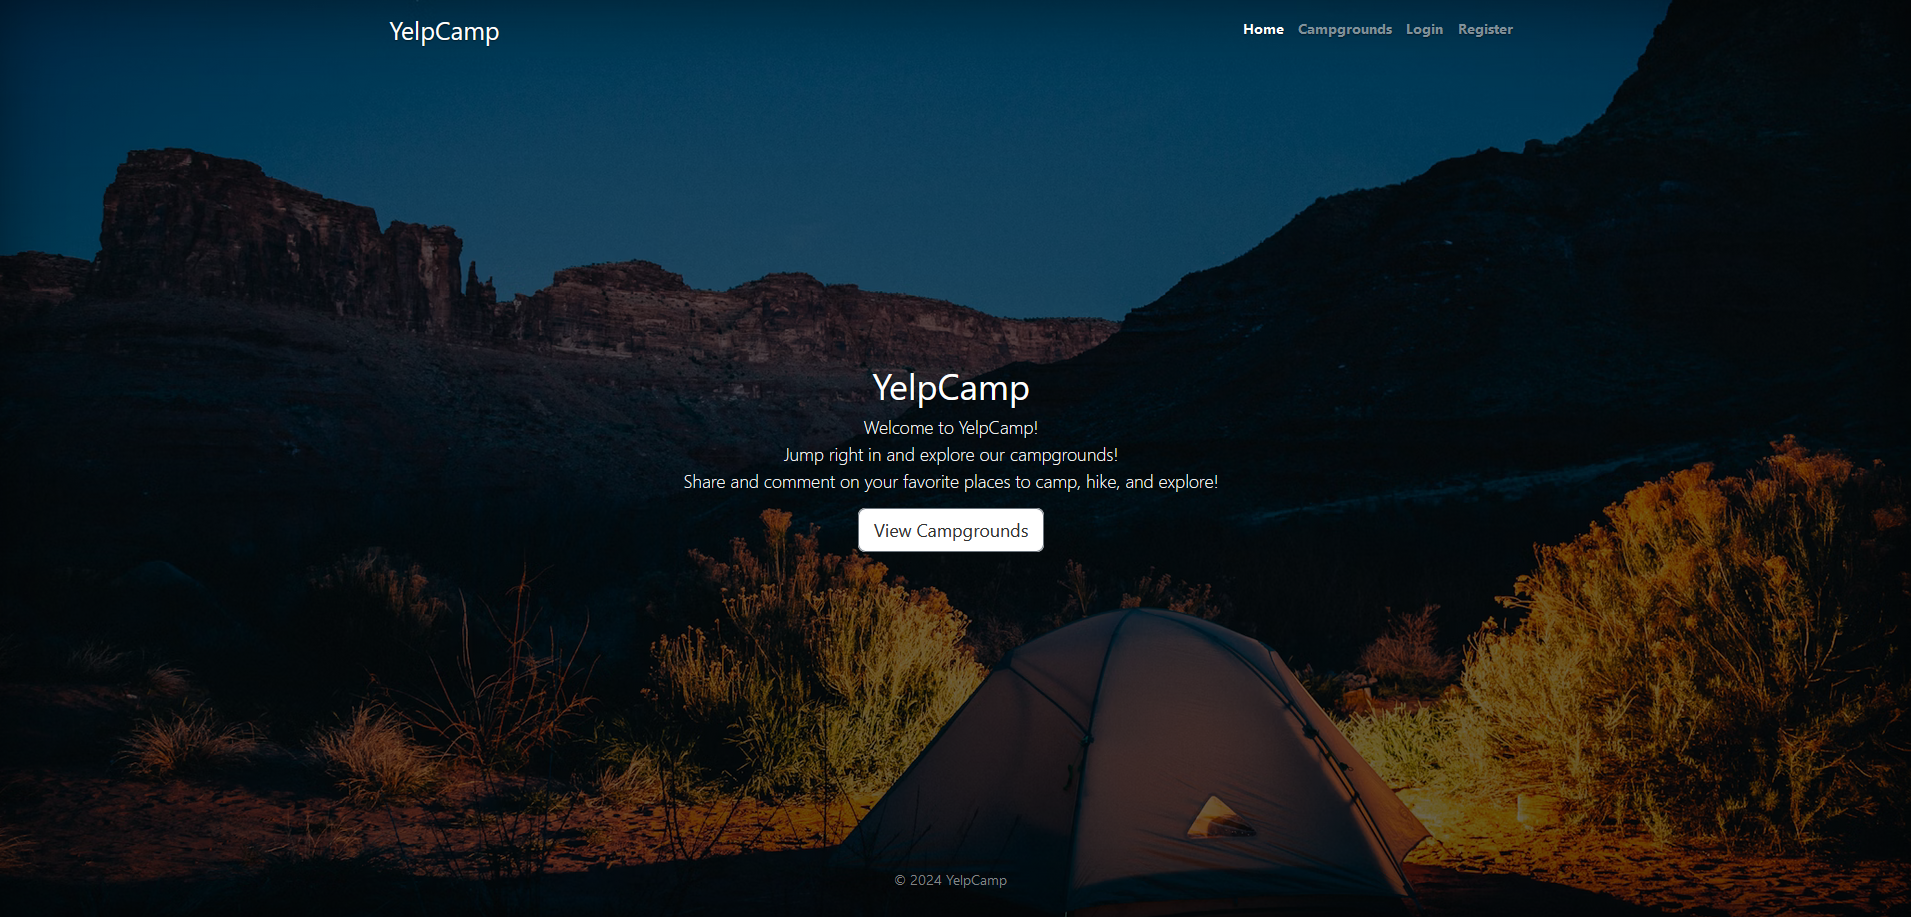 YelpCamp
Home Campgrounds Login Register
YelpCamp
Welcome to YelpCamp!
Jump right in and explore our campgrounds!
Share and comment on your favorite places to camp, hike, and explore!
View Campgrounds
© 2024 YelpCamp